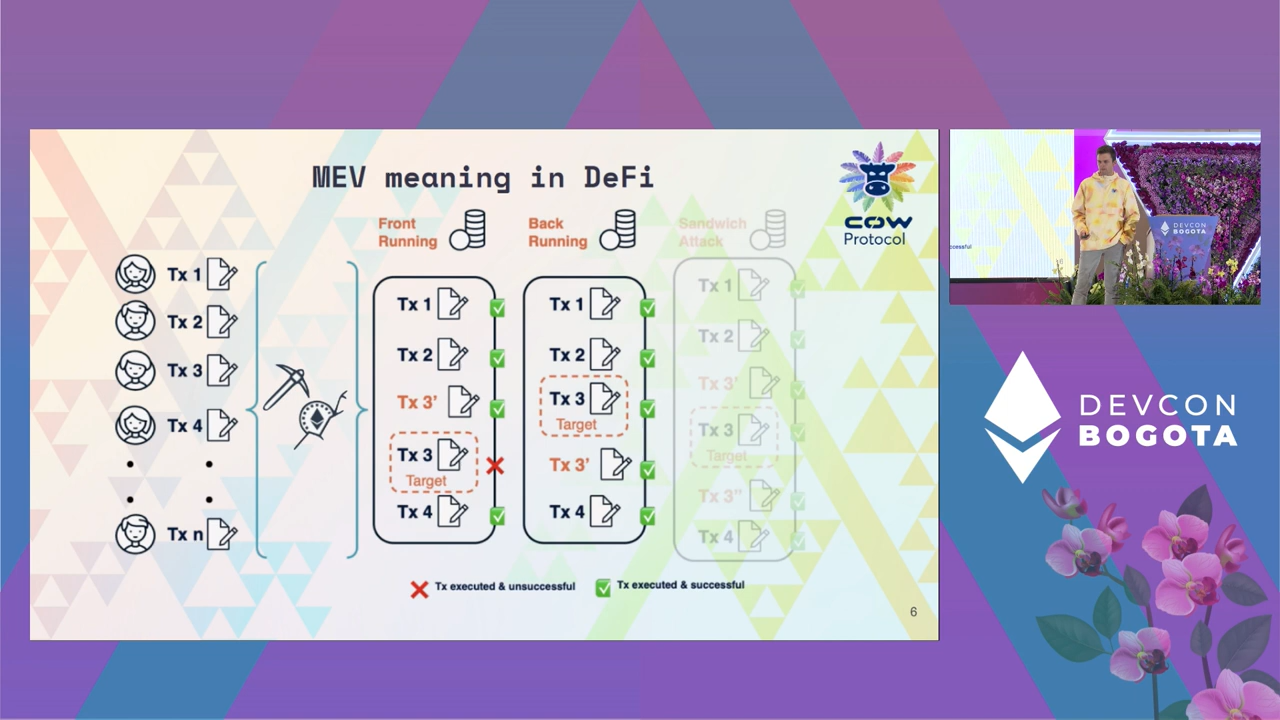 MEV meaning in DeFi
COW
Protocol
Front
Running
Back
Running
Sandwich
Attack
Tx 1
Tx 2
Tx 3
Tx 4
Tx n
Tx 1
Tx 2
Tx 3'
Tx 3
Target
Tx 4
Tx 1
Tx 2
Tx 3
Target
Tx 3'
Tx 4
Tx 1
Tx 2
Tx 3'
Tx 3
Target
Tx 3''
Tx 4
Tx executed & unsuccessful
Tx executed & successful
6
cessful
DEVCON
BOGOTA
DEVCON
BOGOTA